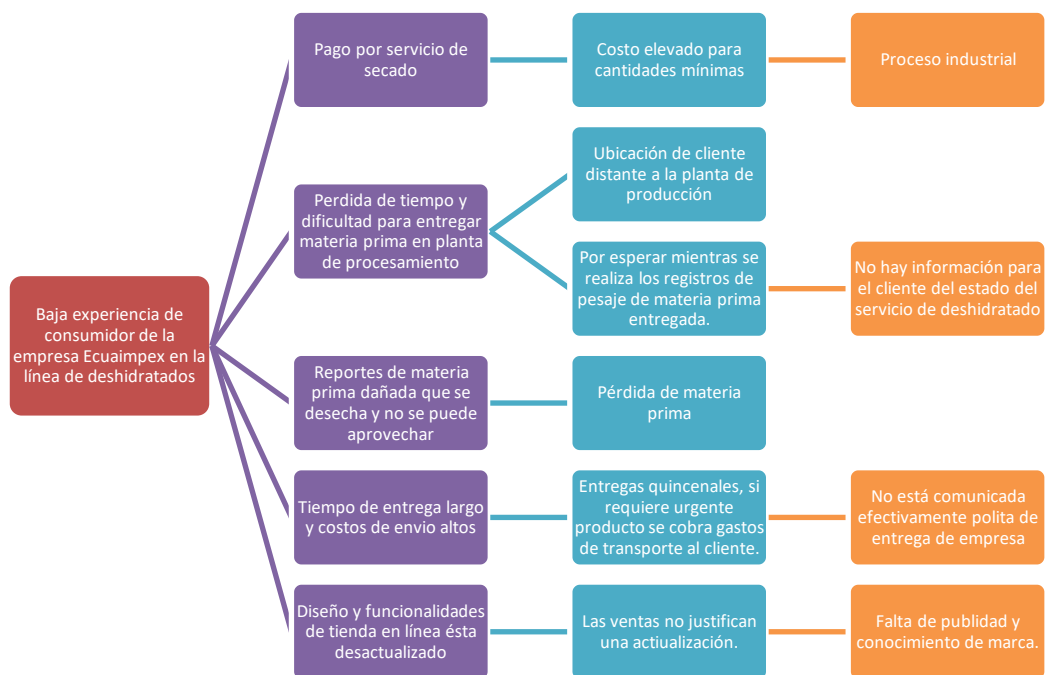 Pago por servicio de
secado
Costo elevado para
cantidades mínimas
Proceso industrial
Ubicación de cliente
distante a la planta de
producción
Perdida de tiempo y
dificultad para entregar
materia prima en planta
de procesamiento
Por esperar mientras se
realiza los registros de
pesaje de materia prima
entregada.
No hay información para
el cliente del estado del
servicio de deshidratado
Baja experiencia de
consumidor de la
empresa Ecuaimpex en la
línea de deshidratados
Reportes de materia
prima dañada que se
desecha y no se puede
aprovechar
Pérdida de materia
prima
Tiempo de entrega largo
y costos de envio altos
Entregas quincenales, si
requiere urgente
producto se cobra gastos
de transporte al cliente.
No está comunicada
efectivamente polita de
entrega de empresa
Diseño y funcionalidades
de tienda en línea ésta
desactualizado
Las ventas no justifican
una actiualización.
Falta de publidad y
conocimiento de marca.